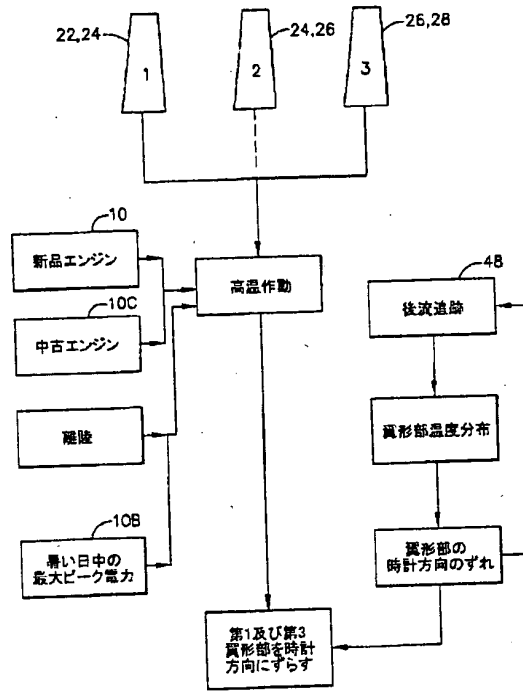 22,24
24,26
26,28
1
2
3
10
新品エンジン
10C
中古エンジン
離陸
10B
暑い日中の
最大ピーク電力
高温作動
48
後流追跡
翼形部温度分布
翼形部の
時計方向のずれ
第1及び第3
翼形部を時計
方向にずらす